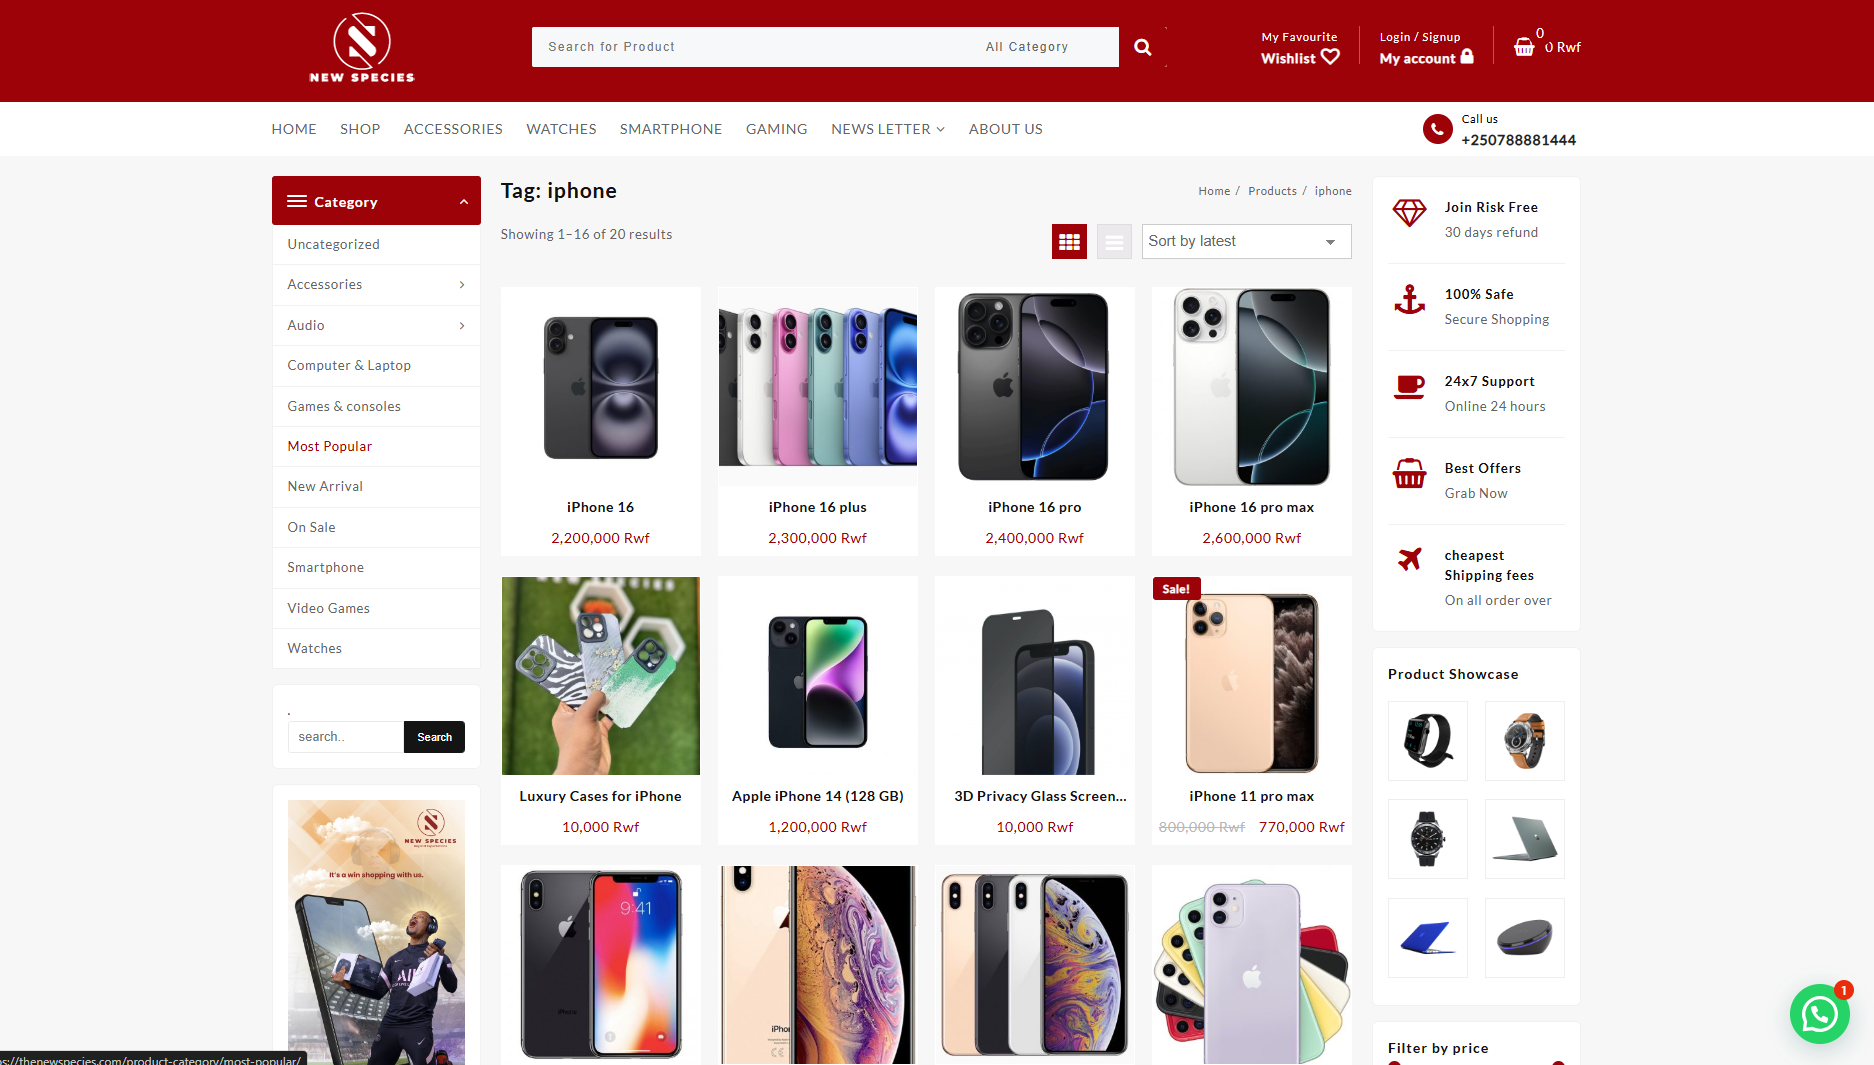 NEW SPECIES
Search for Product
All Category
My Favourite
Wishlist
Login / Signup
My account
0
0 Rwf
HOME
SHOP
ACCESSORIES
WATCHES
SMARTPHONE
GAMING
NEWS LETTER
ABOUT US
Call us
+250788881444
Category
Uncategorized
Accessories
Audio
Computer & Laptop
Games & consoles
Most Popular
New Arrival
On Sale
Smartphone
Video Games
Watches
.
search..
Search
NEW SPECIES
It's a win shopping with us.
Tag: iphone
Home / Products / iphone
Showing 1–16 of 20 results
Sort by latest
iPhone 16
2,200,000 Rwf
iPhone 16 plus
2,300,000 Rwf
iPhone 16 pro
2,400,000 Rwf
iPhone 16 pro max
2,600,000 Rwf
Luxury Cases for iPhone
10,000 Rwf
Apple iPhone 14 (128 GB)
1,200,000 Rwf
3D Privacy Glass Screen...
10,000 Rwf
Sale!
iPhone 11 pro max
800,000 Rwf 770,000 Rwf
9:41
Join Risk Free
30 days refund
100% Safe
Secure Shopping
24x7 Support
Online 24 hours
Best Offers
Grab Now
cheapest
Shipping fees
On all order over
Product Showcase
1
Filter by price
ps://thenewspecies.com/product-category/most-popular/